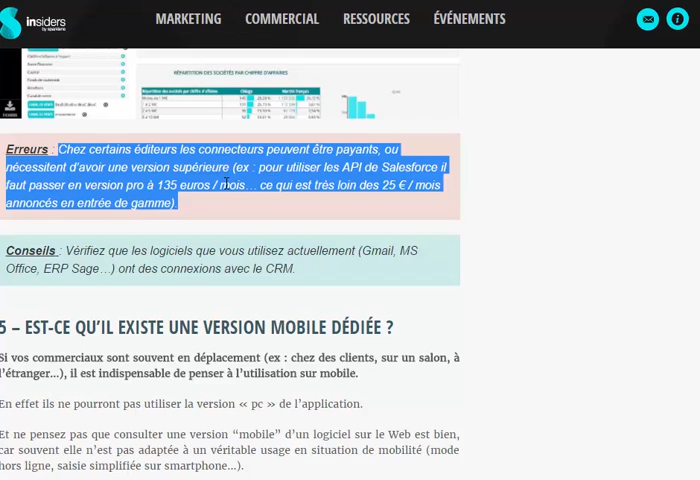 insiders
by sparklane
MARKETING COMMERCIAL RESSOURCES ÉVÉNEMENTS
RÉPARTITION DES SOCIÉTÉS PAR CHIFFRE D'AFFAIRES
Erreurs : Chez certains éditeurs les connecteurs peuvent être payants, ou
nécessitent d'avoir une version supérieure (ex : pour utiliser les API de Salesforce il
faut passer en version pro à 135 euros / mois… ce qui est très loin des 25 € / mois
annoncés en entrée de gamme).
Conseils : Vérifiez que les logiciels que vous utilisez actuellement (Gmail, MS
Office, ERP Sage…) ont des connexions avec le CRM.
5 – EST-CE QU'IL EXISTE UNE VERSION MOBILE DÉDIÉE ?
Si vos commerciaux sont souvent en déplacement (ex : chez des clients, sur un salon, à
l'étranger…), il est indispensable de penser à l'utilisation sur mobile.
En effet ils ne pourront pas utiliser la version « pc » de l'application.
Et ne pensez pas que consulter une version “mobile” d'un logiciel sur le Web est bien,
car souvent elle n'est pas adaptée à un véritable usage en situation de mobilité (mode
hors ligne, saisie simplifiée sur smartphone…).